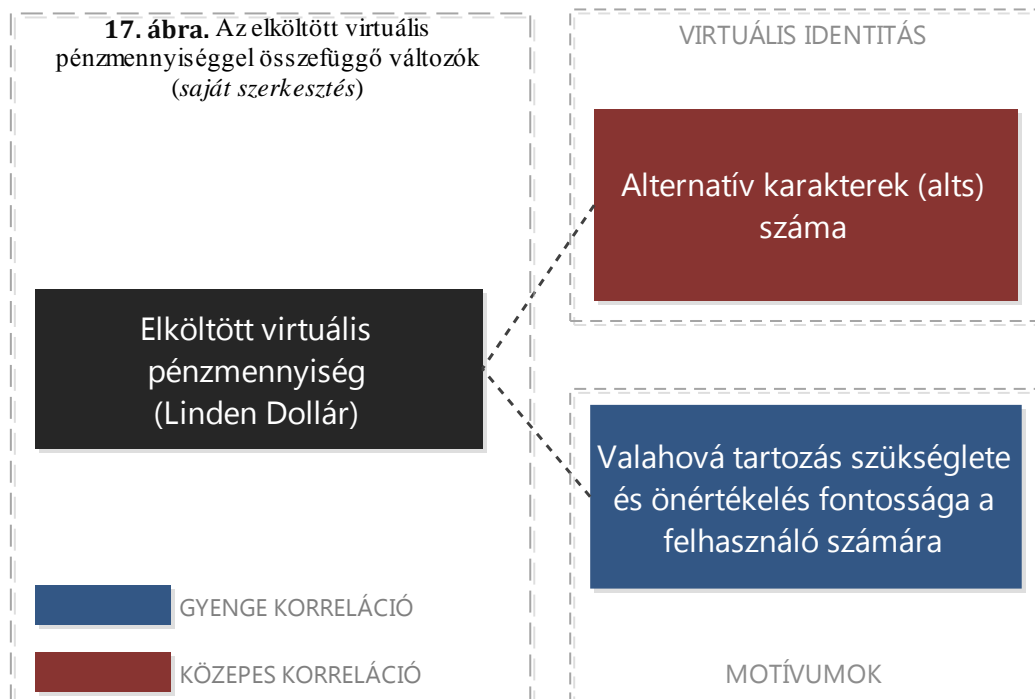 17. ábra. Az elköltött virtuális
pénzmennyiséggel összefüggő változók
(saját szerkesztés)
VIRTUÁLIS IDENTITÁS
Alternatív karakterek (alts)
száma
Elköltött virtuális
pénzmennyiség
(Linden Dollár)
Valahová tartozás szükséglete
és önértékelés fontossága a
felhasználó számára
GYENGE KORRELÁCIÓ
KÖZEPES KORRELÁCIÓ
MOTÍVUMOK